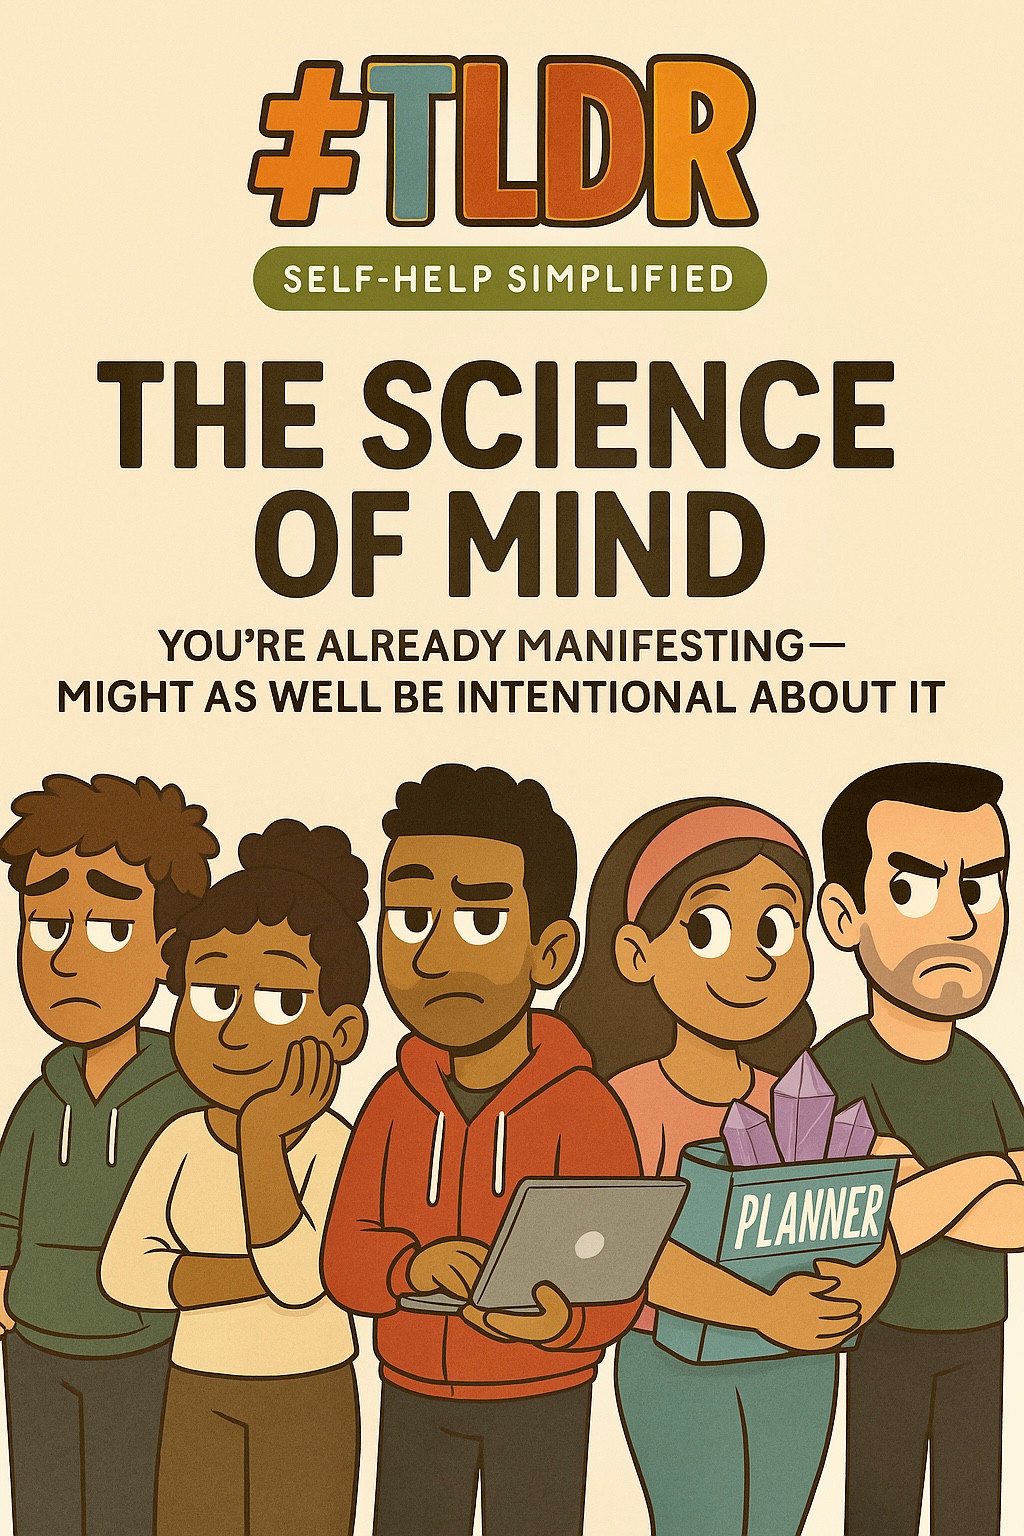 #TLDR
SELF-HELP SIMPLIFIED
THE SCIENCE
OF MIND
YOU'RE ALREADY MANIFESTING—
MIGHT AS WELL BE INTENTIONAL ABOUT IT
PLANNER